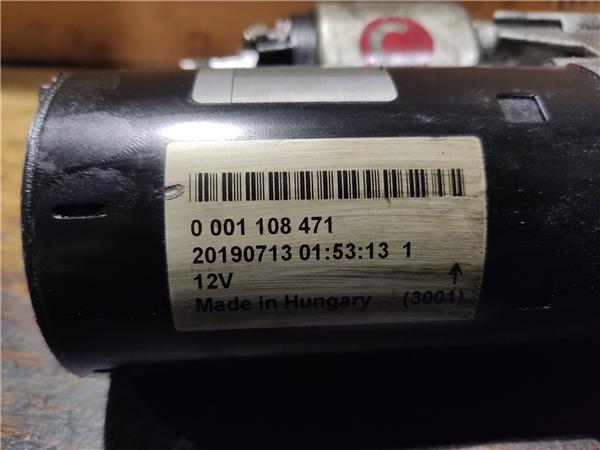 0 001 108 471
20190713 01:53:13 1
12V
Made in Hungary (3001)